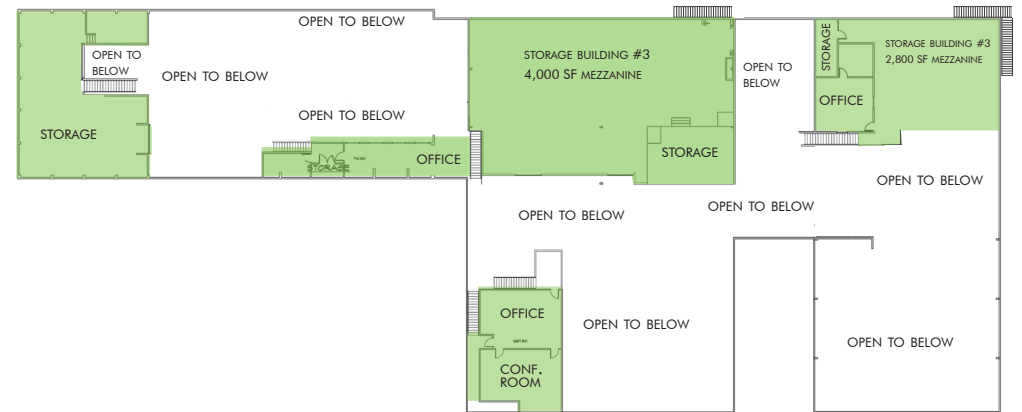 OPEN TO BELOW
OPEN TO
BELOW
OPEN TO BELOW
STORAGE BUILDING #3
4,000 SF MEZZANINE
OPEN TO
BELOW
STORAGE
STORAGE BUILDING #3
2,800 SF MEZZANINE
OFFICE
OPEN TO BELOW
STORAGE
OFFICE
STORAGE
STORAGE
OPEN TO BELOW
OPEN TO BELOW
OPEN TO BELOW
OFFICE
OPEN TO BELOW
OPEN TO BELOW
CONF.
ROOM